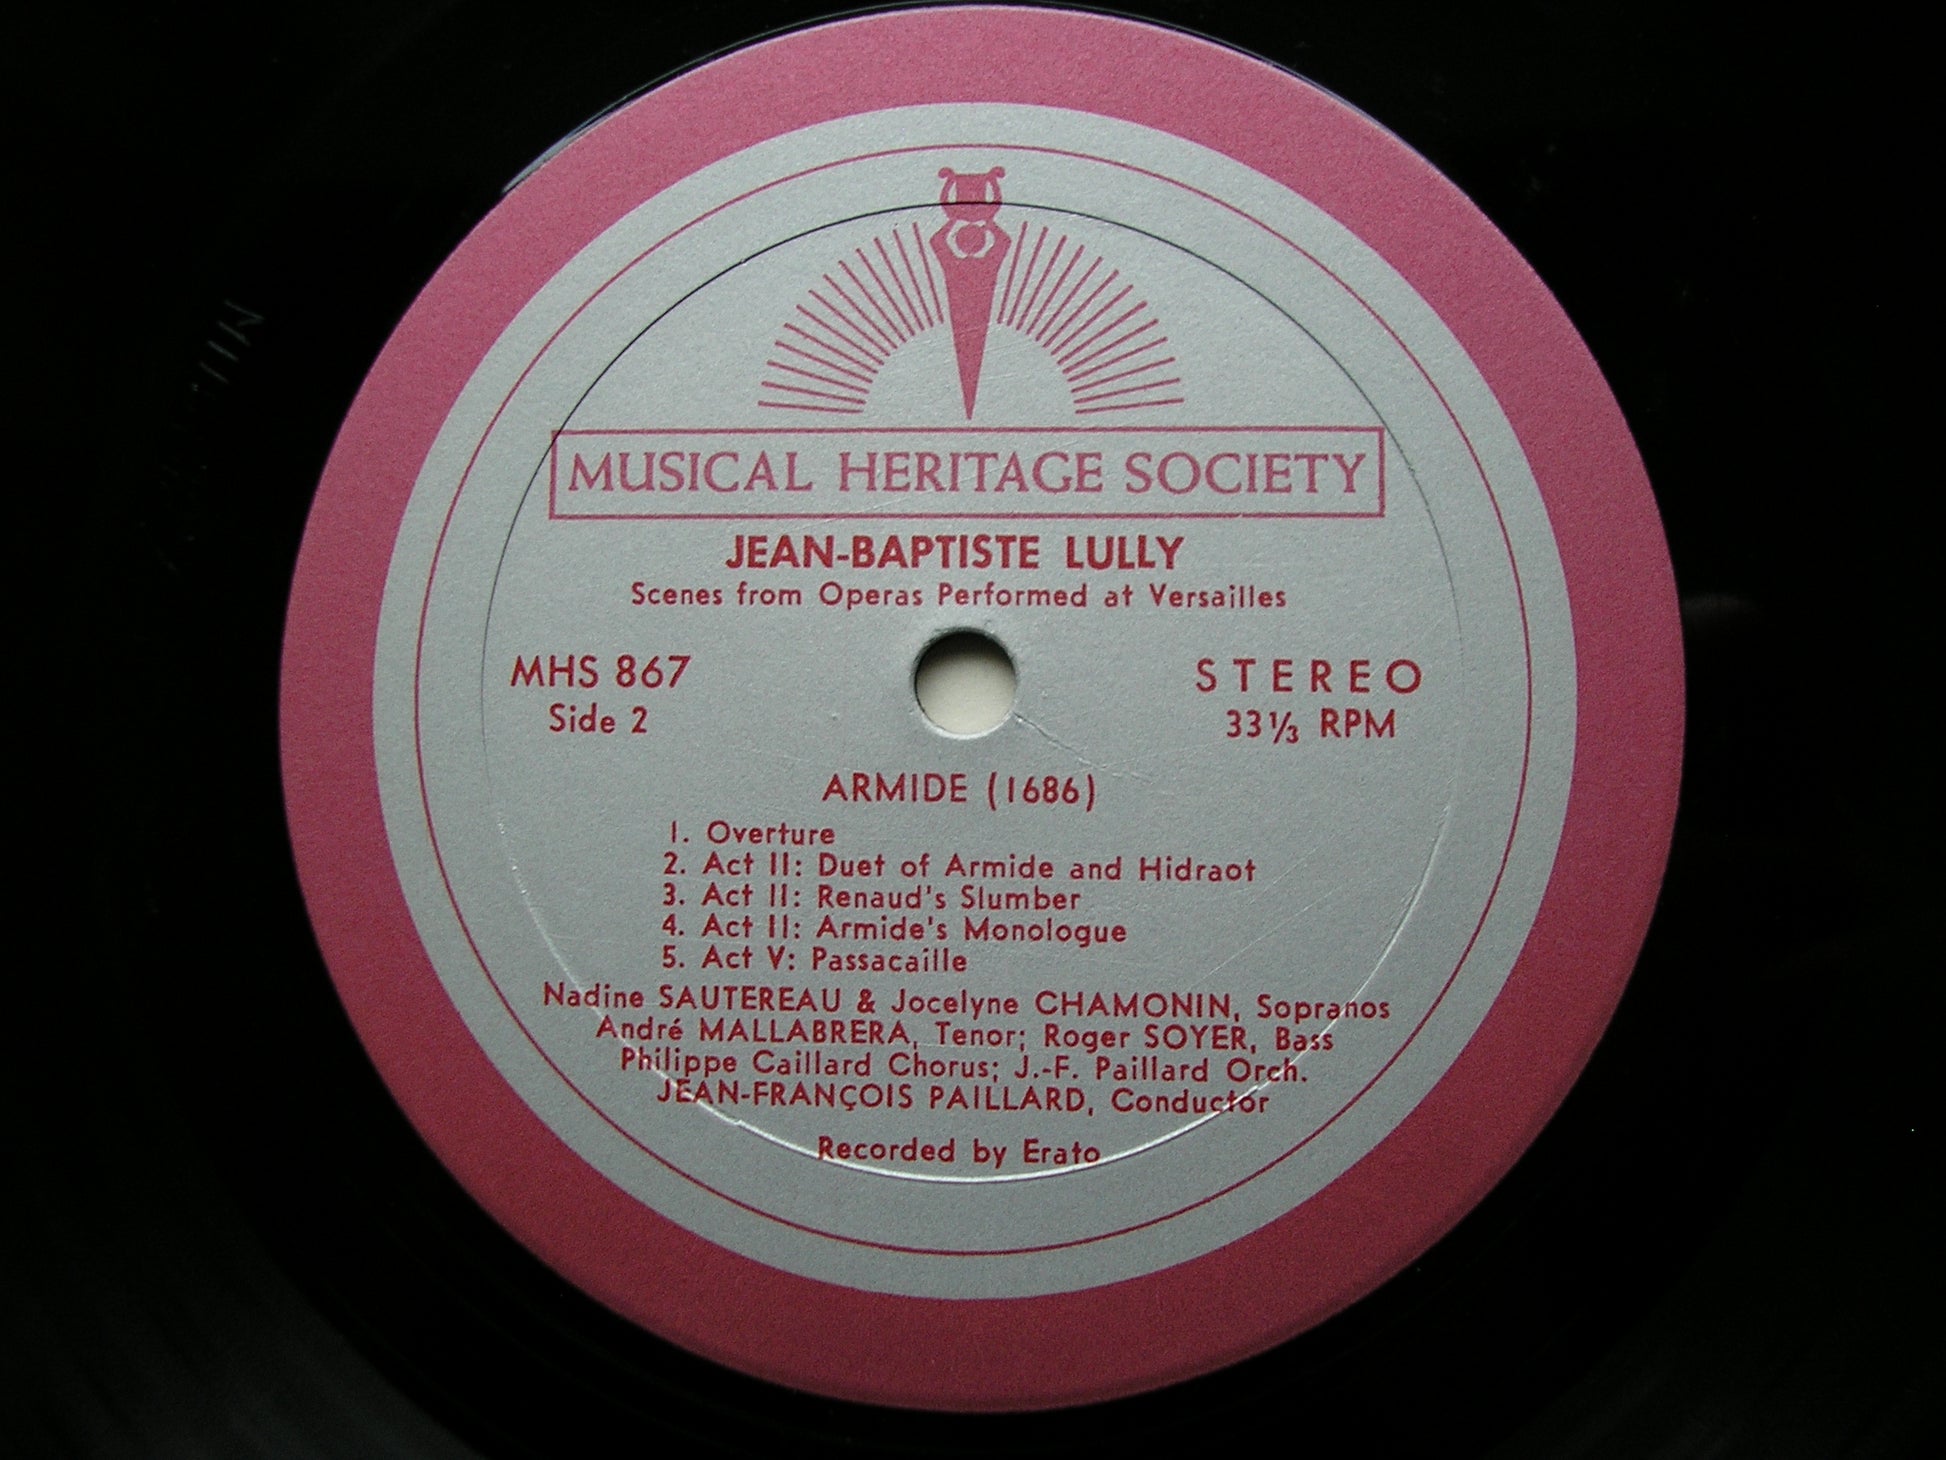 MUSICAL HERITAGE SOCIETY
JEAN-BAPTISTE LULLY
Scenes from Operas Performed at Versailles
MHS 867
Side 2
STEREO
33 1/3 RPM
ARMIDE (1686)
1. Overture
2. Act II: Duet of Armide and Hidraot
3. Act II: Renaud's Slumber
4. Act II: Armide's Monologue
5. Act V: Passacaille
Nadine SAUTEREAU & Jocelyne CHAMONIN, Sopranos
André MALLABRERA, Tenor; Roger SOYER, Bass
Philippe Caillard Chorus; J.-F. Paillard Orch.
JEAN-FRANÇOIS PAILLARD, Conductor
Recorded by Erato